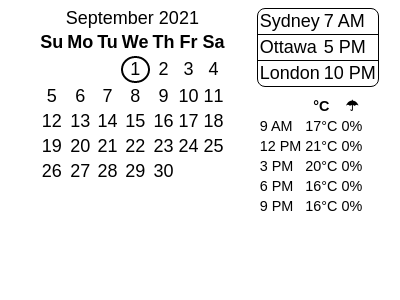 September 2021
Su Mo Tu We Th Fr Sa
1 2 3 4
5 6 7 8 9 10 11
12 13 14 15 16 17 18
19 20 21 22 23 24 25
26 27 28 29 30
Sydney 7 AM
Ottawa 5 PM
London 10 PM
°C ☂
9 AM 17°C 0%
12 PM 21°C 0%
3 PM 20°C 0%
6 PM 16°C 0%
9 PM 16°C 0%